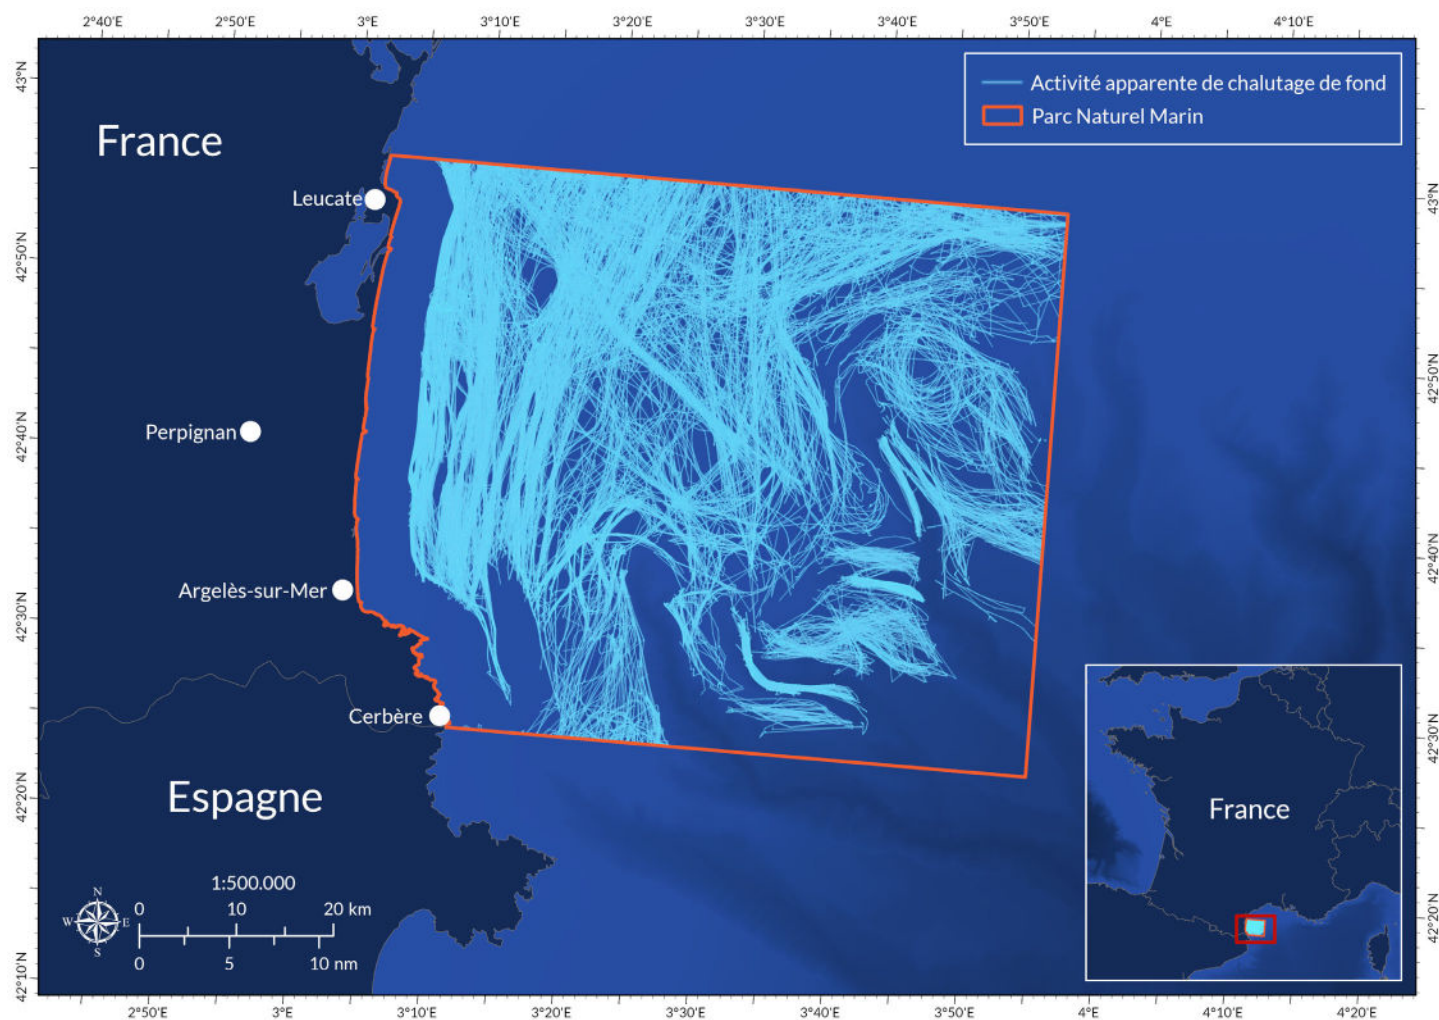 2°40'E 2°50'E 3°E 3°10'E 3°20'E 3°30'E 3°40'E 3°50'E 4°E 4°10'E
43°N
Activité apparente de chalutage de fond
Parc Naturel Marin
France
Leucate
43°N
42°50'N
42°50'N
Perpignan
42°40'N
42°40'N
Argelès-sur-Mer
42°30'N
Cerbère
42°30'N
Espagne
42°20'N
France
1:500.000
N
W E
S
0 10 20 km
0 5 10 nm
42°20'N
42°10'N
2°50'E 3°E 3°10'E 3°20'E 3°30'E 3°40'E 3°50'E 4°E 4°10'E 4°20'E